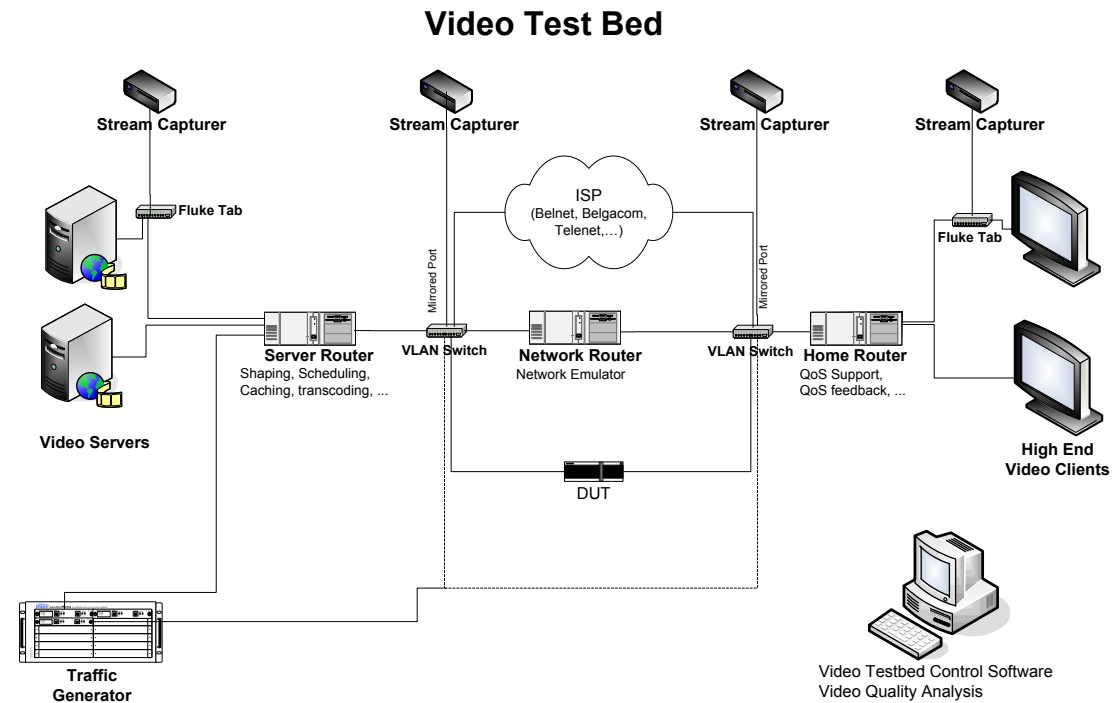 Video Test Bed
Stream Capturer
Stream Capturer
Stream Capturer
Stream Capturer
Fluke Tab
ISP
(Belnet, Belgacom,
Telenet,...)
Fluke Tab
Mirrored Port
Mirrored Port
Server Router
Shaping, Scheduling,
Caching, transcoding, ...
VLAN Switch
Network Router
Network Emulator
VLAN Switch
Home Router
QoS Support,
QoS feedback, ...
Video Servers
High End
Video Clients
DUT
Traffic
Generator
Video Testbed Control Software
Video Quality Analysis